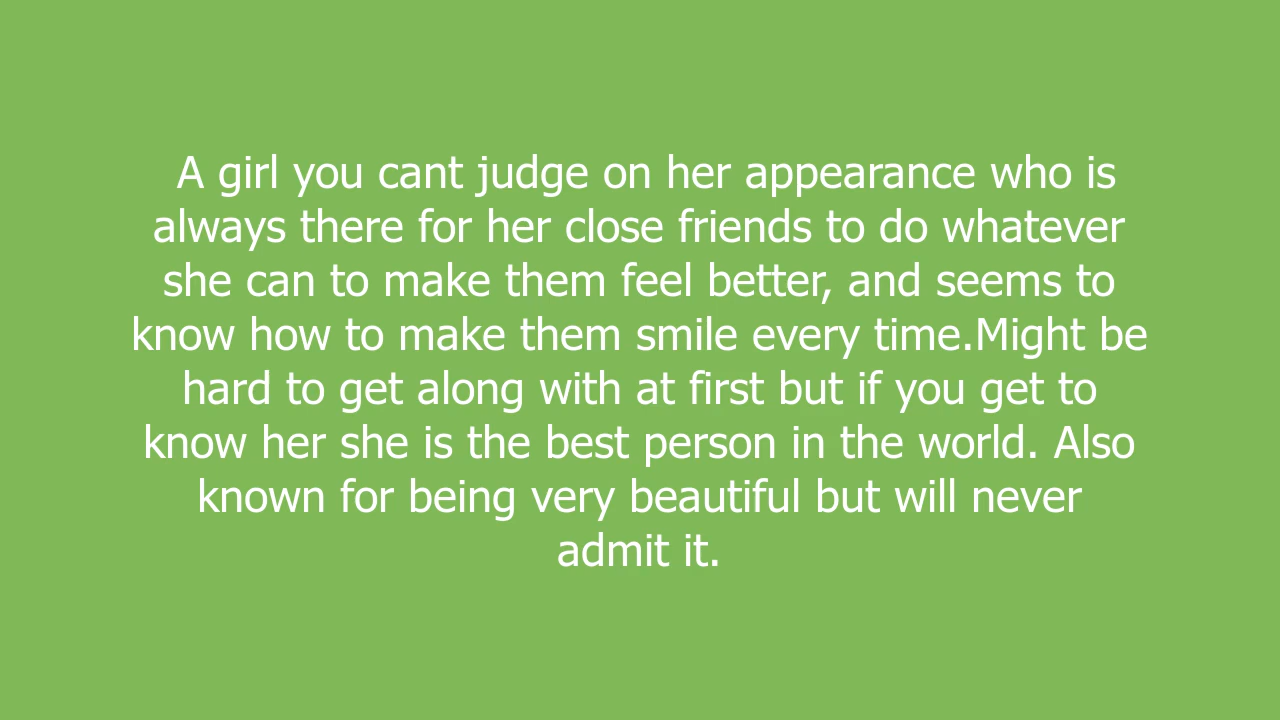 A girl you cant judge on her appearance who is
always there for her close friends to do whatever
she can to make them feel better, and seems to
know how to make them smile every time.Might be
hard to get along with at first but if you get to
know her she is the best person in the world. Also
known for being very beautiful but will never
admit it.